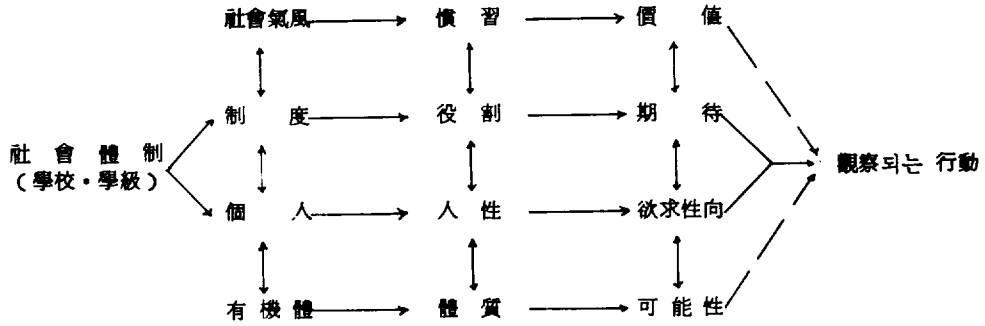 社會氣風 慣習 價値
制度 役割 期待
社會體制
(學校・學級)
觀察되는 行動
個人 人性 欲求性向
有機體 體質 可能性